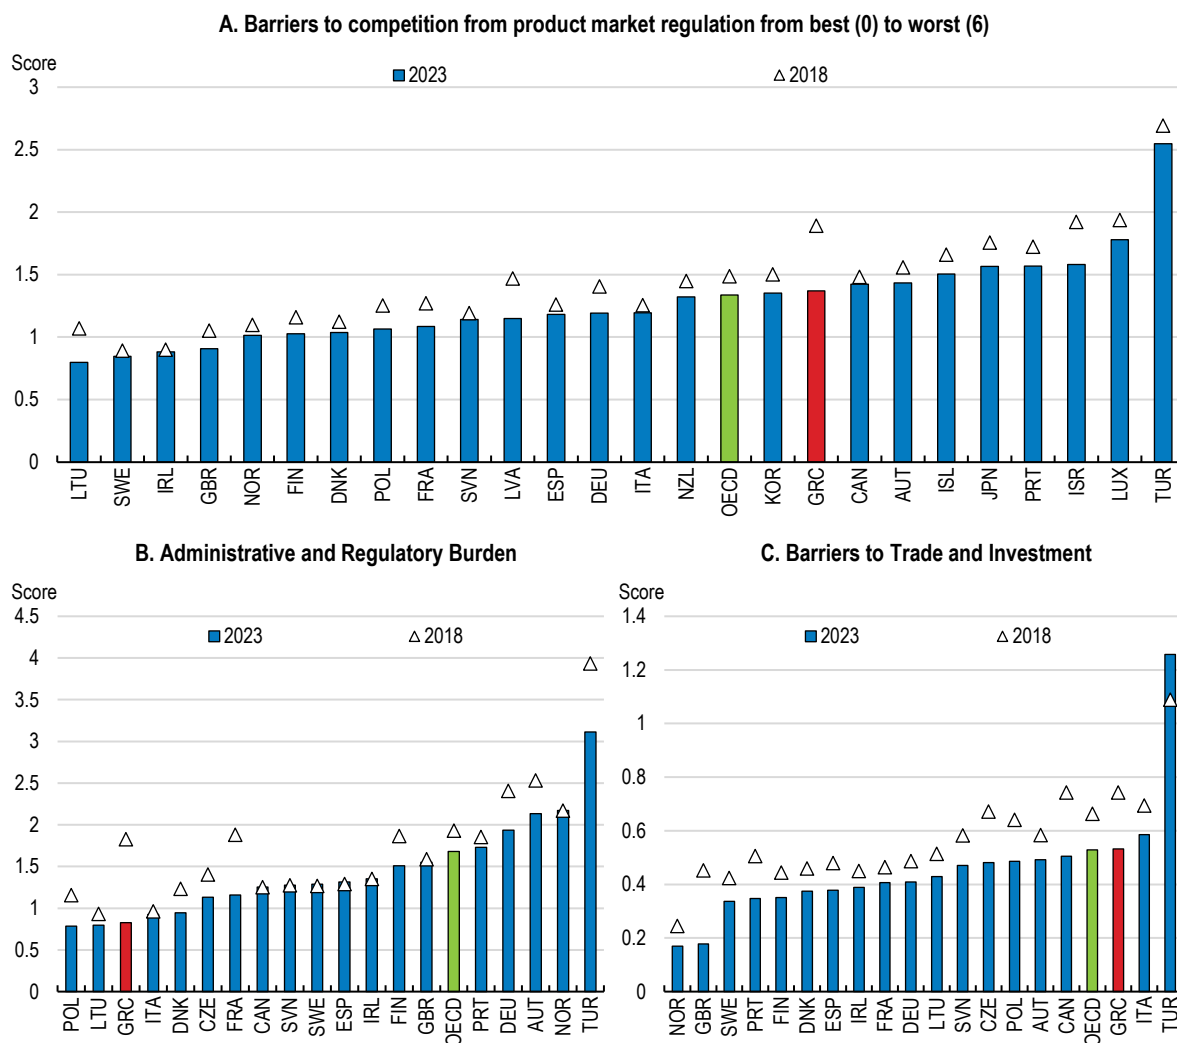 A. Barriers to competition from product market regulation from best (0) to worst (6)
Score
2023
2018
3
2.5
2
1.5
1
0.5
0
LTU
SWE
IRL
GBR
NOR
FIN
DNK
POL
FRA
SVN
LVA
ESP
DEU
ITA
NZL
OECD
KOR
GRC
CAN
AUT
ISL
JPN
PRT
ISR
LUX
TUR
B. Administrative and Regulatory Burden
Score
2023
2018
4.5
4
3.5
3
2.5
2
1.5
1
0.5
0
POL
LTU
GRC
ITA
DNK
CZE
FRA
CAN
SVN
SWE
ESP
IRL
FIN
GBR
OECD
PRT
DEU
AUT
NOR
TUR
C. Barriers to Trade and Investment
Score
2023
2018
1.4
1.2
1
0.8
0.6
0.4
0.2
0
NOR
GBR
SWE
PRT
FIN
DNK
ESP
IRL
FRA
DEU
LTU
SVN
CZE
POL
AUT
CAN
OECD
GRC
ITA
TUR